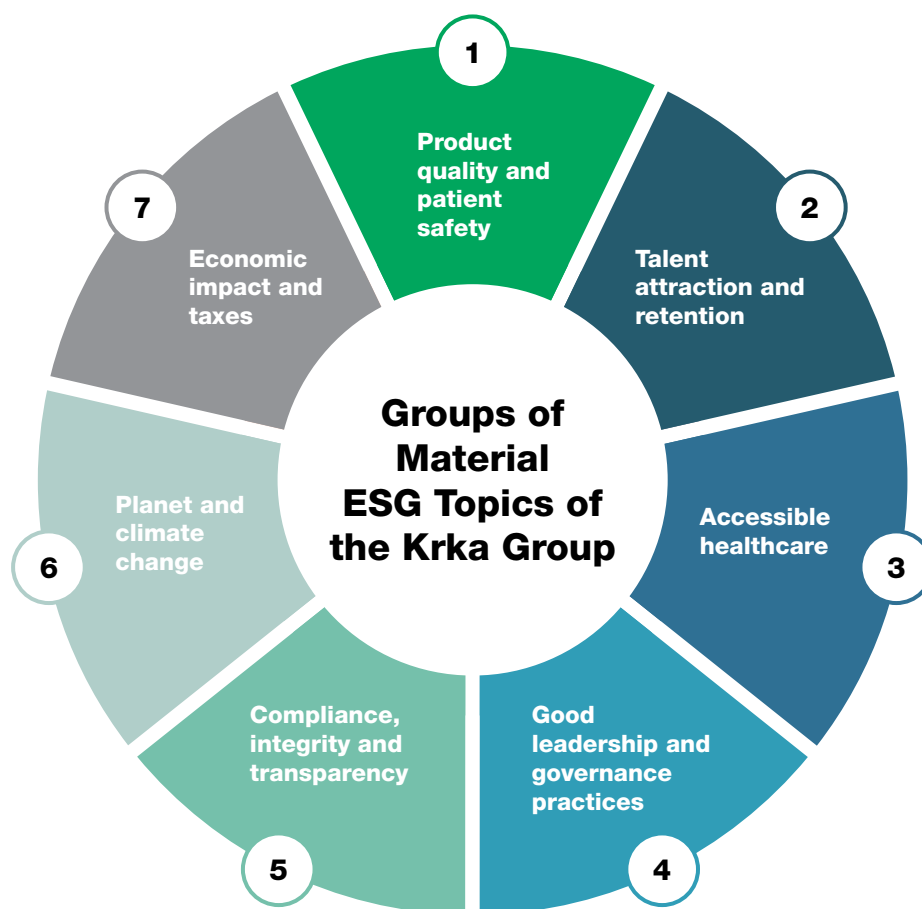 Groups of
Material
ESG Topics of
the Krka Group
1
Product
quality and
patient
safety
2
Talent
attraction and
retention
3
Accessible
healthcare
4
Good
leadership and
governance
practices
5
Compliance,
integrity and
transparency
6
Planet and
climate
change
7
Economic
impact and
taxes